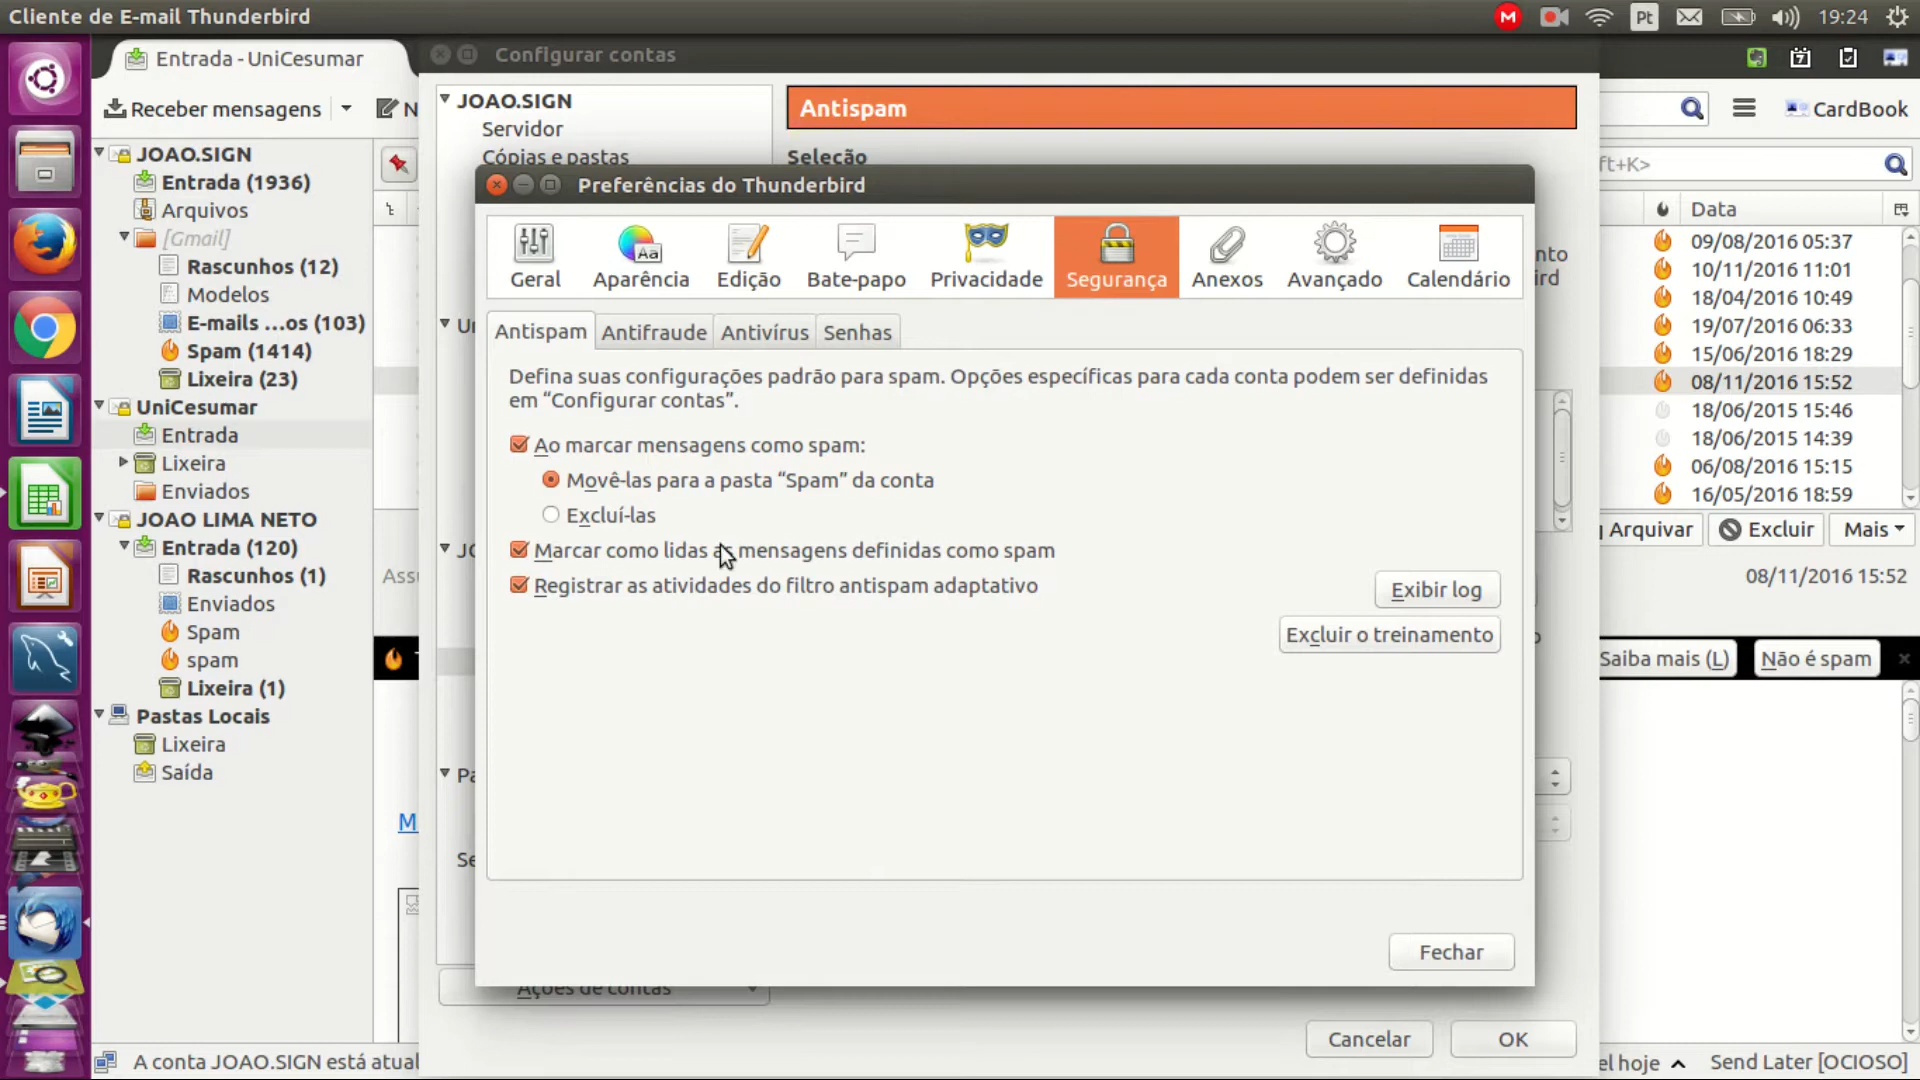 Cliente de E-mail Thunderbird
Pt
19:24
Entrada - UniCesumar
Configurar contas
Receber mensagens
N
JOAO.SIGN
Servidor
Cópias e pastas
Antispam
Seleção
CardBook
JOAO.SIGN
Entrada (1936)
Arquivos
[Gmail]
Rascunhos (12)
Modelos
E-mails ...os (103)
Spam (1414)
Lixeira (23)
UniCesumar
Entrada
Lixeira
Enviados
JOAO LIMA NETO
Entrada (120)
Rascunhos (1)
Enviados
Spam
spam
Lixeira (1)
Pastas Locais
Lixeira
Saída
Preferências do Thunderbird
Geral
Aparência
Edição
Bate-papo
Privacidade
Segurança
Anexos
Avançado
Calendário
Antispam
Antifraude
Antivírus
Senhas
Defina suas configurações padrão para spam. Opções específicas para cada conta podem ser definidas
em “Configurar contas”.
Ao marcar mensagens como spam:
Movê-las para a pasta “Spam” da conta
Excluí-las
Marcar como lidas as mensagens definidas como spam
Registrar as atividades do filtro antispam adaptativo
Exibir log
Excluir o treinamento
Fechar
Ações de contas
Cancelar
OK
ft+K>
Data
09/08/2016 05:37
10/11/2016 11:01
18/04/2016 10:49
19/07/2016 06:33
15/06/2016 18:29
08/11/2016 15:52
18/06/2015 15:46
18/06/2015 14:39
06/08/2016 15:15
16/05/2016 18:59
Arquivar
Excluir
Mais
Assu
08/11/2016 15:52
Saiba mais (L)
Não é spam
M
A conta JOAO.SIGN está atual
el hoje
Send Later [OCIOSO]